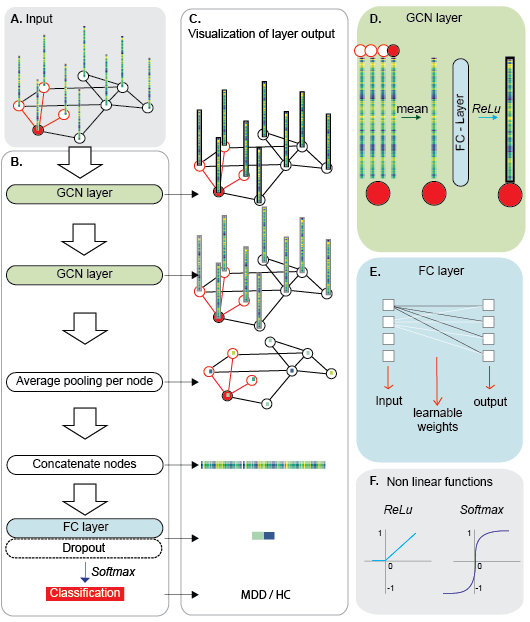 A. Input
B.
GCN layer
GCN layer
Average pooling per node
Concatenate nodes
FC layer
Dropout
Softmax
Classification
C.
Visualization of layer output
MDD / HC
D.
GCN layer
mean
FC - Layer
ReLu
E.
FC layer
Input
learnable
weights
output
F. Non linear functions
ReLu
1
0
-1
Softmax
1
0
-1